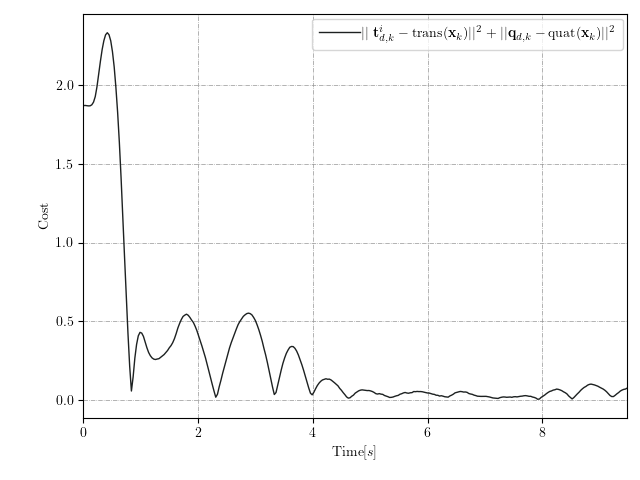 || t^i_{d,k} − trans(x_k)||^2 + ||q_{d,k} − quat(x_k)||^2
2.0
1.5
1.0
0.5
0.0
Cost
0 2 4 6 8
Time[s]